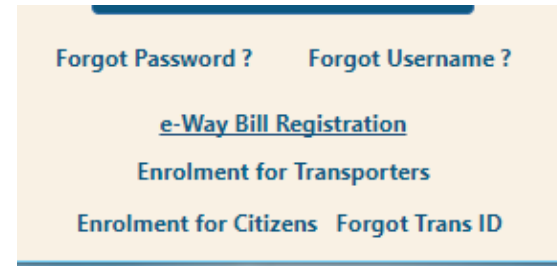 Forgot Password ? Forgot Username ?
e-Way Bill Registration
Enrolment for Transporters
Enrolment for Citizens Forgot Trans ID